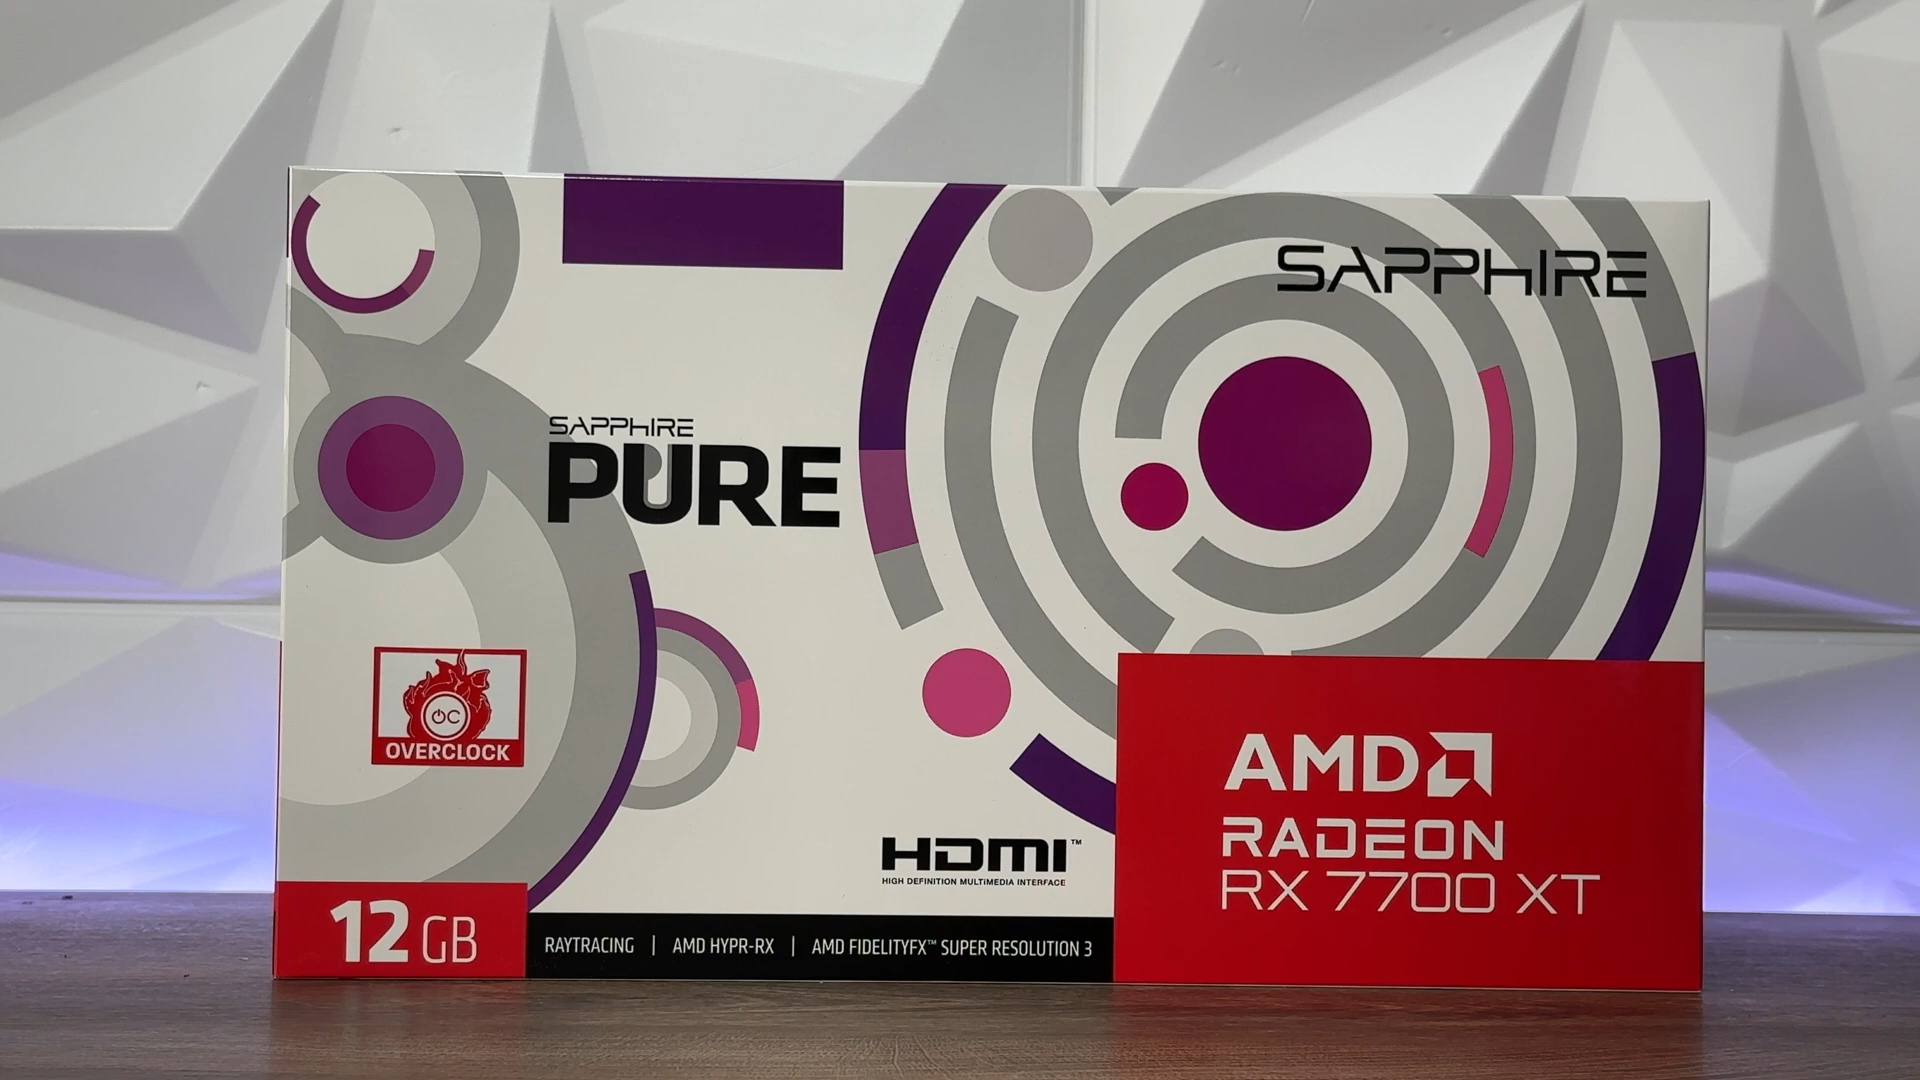 SAPPHIRE
SAPPHIRE
PURE
OC
OVERCLOCK
HDMI™
HIGH DEFINITION MULTIMEDIA INTERFACE
AMD
RADEON
RX 7700 XT
12 GB
RAYTRACING | AMD HYPR-RX | AMD FIDELITYFX™ SUPER RESOLUTION 3